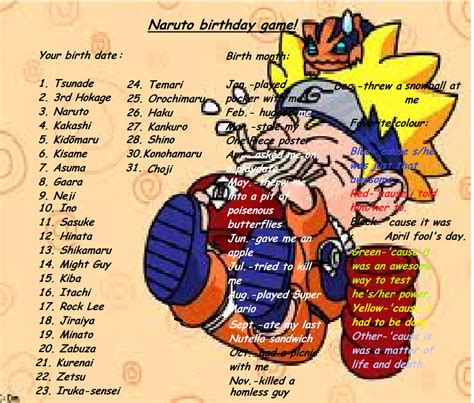 Naruto birthday game!
Your birth date :
1. Tsunade
2. 3rd Hokage
3. Naruto
4. Kakashi
5. Kidōmaru
6. Kisame
7. Asuma
8. Gaara
9. Neji
10. Ino
11. Sasuke
12. Hinata
13. Shikamaru
14. Might Guy
15. Kiba
16. Itachi
17. Rock Lee
18. Jiraiya
19. Minato
20. Zabuza
21. Kurenai
22. Zetsu
23. Iruka-sensei
24. Temari
25. Orochimaru
26. Haku
27. Kankuro
28. Shino
30.Konohamaru
31. Choji
Birth month:
Jan.-played
pocker with me
Feb.- hugged me
Mar.-stole my
One Piece poster
Apr.-asked me on
a playdate
May.-threw me
into a pit of
poisenous
butterflies
Jun.-gave me an
apple
Jul.-tried to kill
me
Aug.-played Super
Mario
Sept.-ate my last
Nutella sandwich
Oct.-had a picnic
with me
Nov.-killed a
homless guy
Dec.-threw a snowball at
me
Favorite colour:
Blue-'cause s/he
was just that
awesome
Red-'cause i told
him/her to.
Black-'cause it was
April fool's day.
Green-'cause it
was an awesome
way to test
he's/her power.
Yellow-'cause it
had to be done.
Other-'cause is
was a matter of
life and death